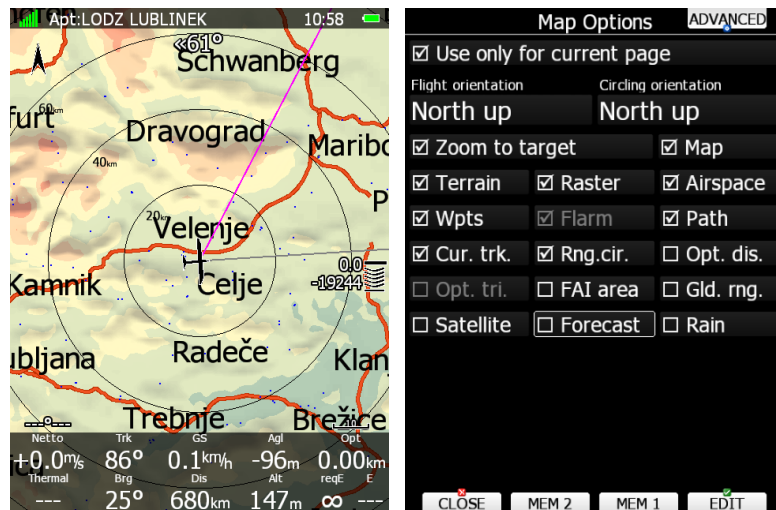 Apt:LODZ LUBLINEK 10:58
«61°
Schwanberg
60km
furt
Dravograd
Maribo
40km
P
20km
Velenje
0.0
-19244
Kamnik
Celje
ubljana
Radeče
Klan
Trebnje
Brežice
Netto Trk GS Agl Opt
+0.0m/s 86° 0.1km/h -96m 0.00km
Thermal Brg Dis Alt reqE E
--- 25° 680km 147m ∞ ---
Map Options ADVANCED
Use only for current page
Flight orientation Circling orientation
North up North up
Zoom to target Map
Terrain Raster Airspace
Wpts Flarm Path
Cur. trk. Rng.cir. Opt. dis.
Opt. tri. FAI area Gld. rng.
Satellite Forecast Rain
CLOSE MEM 2 MEM 1 EDIT